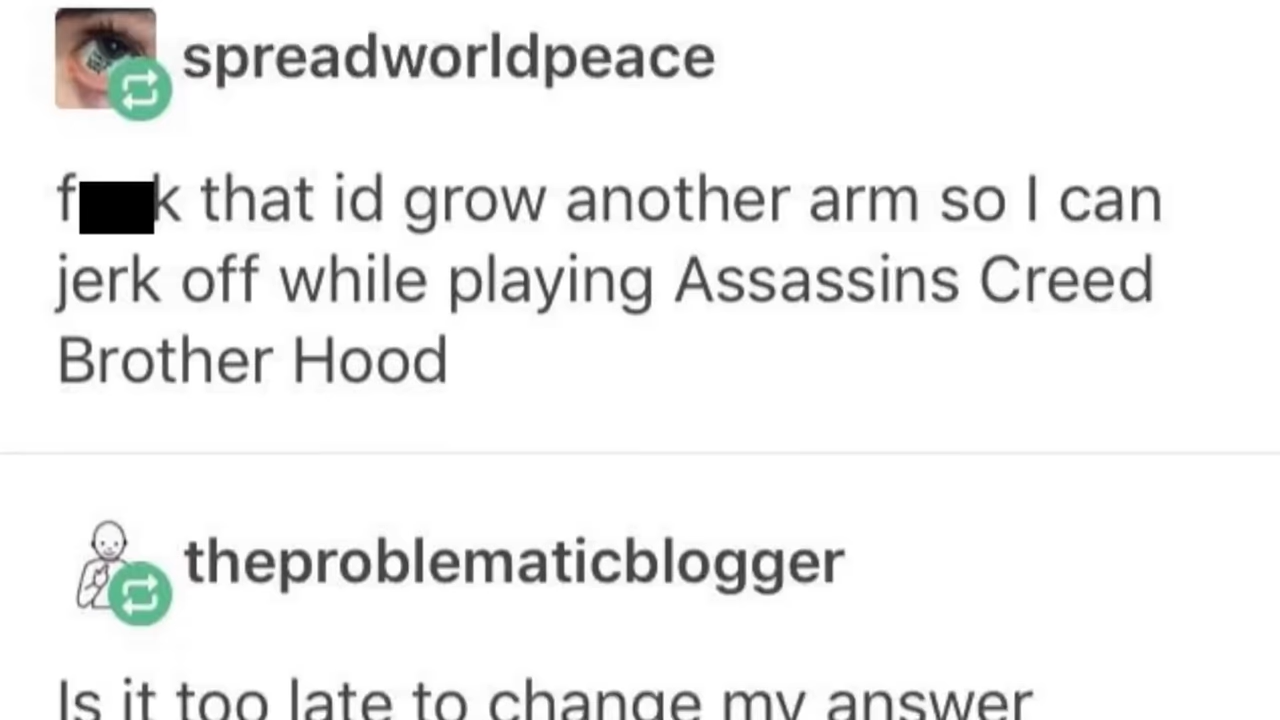 spreadworldpeace
f k that id grow another arm so I can
jerk off while playing Assassins Creed
Brother Hood
theproblematicblogger
Is it too late to change my answer